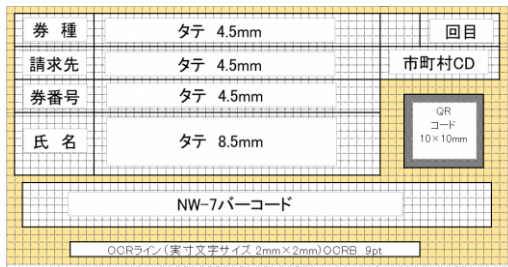 券 種 タテ 4.5mm 回目
請求先 タテ 4.5mm 市町村CD
券番号 タテ 4.5mm
氏 名 タテ 8.5mm
QR
コード
10×10mm
NW-7バーコード
OCRライン(実寸文字サイズ 2mm×2mm)OCRB 9pt